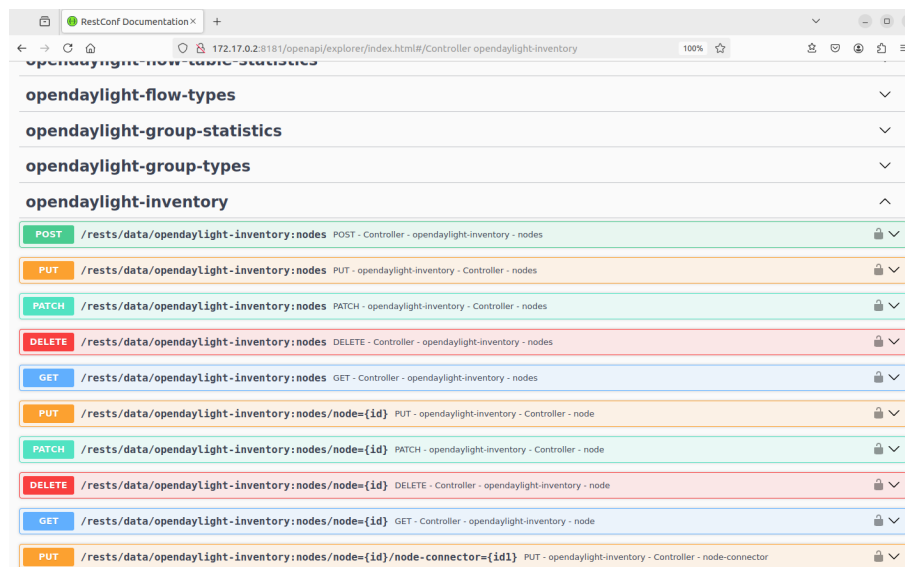 RestConf Documentation
172.17.0.2:8181/openapi/explorer/index.html#/Controller opendaylight-inventory
100%
opendaylight-flow-table-statistics
opendaylight-flow-types
opendaylight-group-statistics
opendaylight-group-types
opendaylight-inventory
POST /rests/data/opendaylight-inventory:nodes POST - Controller - opendaylight-inventory - nodes
PUT /rests/data/opendaylight-inventory:nodes PUT - opendaylight-inventory - Controller - nodes
PATCH /rests/data/opendaylight-inventory:nodes PATCH - opendaylight-inventory - Controller - nodes
DELETE /rests/data/opendaylight-inventory:nodes DELETE - Controller - opendaylight-inventory - nodes
GET /rests/data/opendaylight-inventory:nodes GET - Controller - opendaylight-inventory - nodes
PUT /rests/data/opendaylight-inventory:nodes/node={id} PUT - opendaylight-inventory - Controller - node
PATCH /rests/data/opendaylight-inventory:nodes/node={id} PATCH - opendaylight-inventory - Controller - node
DELETE /rests/data/opendaylight-inventory:nodes/node={id} DELETE - Controller - opendaylight-inventory - node
GET /rests/data/opendaylight-inventory:nodes/node={id} GET - Controller - opendaylight-inventory - node
PUT /rests/data/opendaylight-inventory:nodes/node={id}/node-connector={id1} PUT - opendaylight-inventory - Controller - node-connector